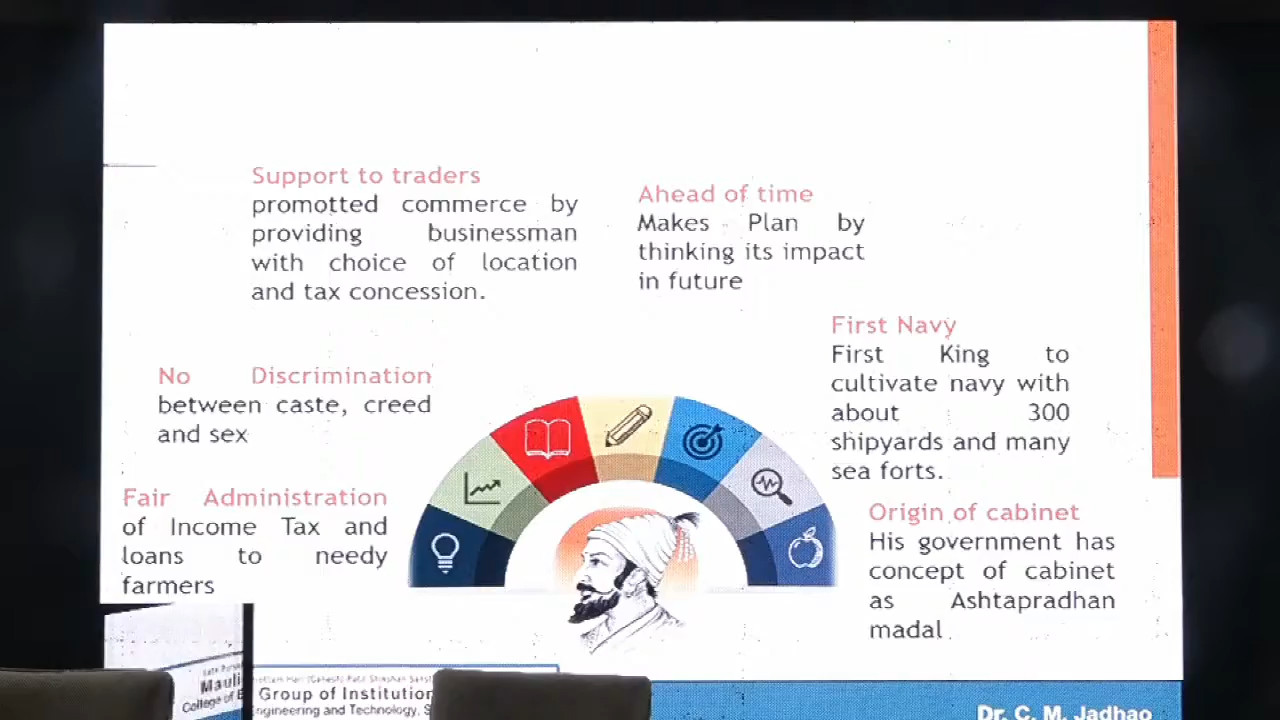 Support to traders
promotted commerce by
providing businessman
with choice of location
and tax concession.
Ahead of time
Makes Plan by
thinking its impact
in future
First Navy
First King to
cultivate navy with
about 300
shipyards and many
sea forts.
No Discrimination
between caste, creed
and sex
Fair Administration
of Income Tax and
loans to needy
farmers
Origin of cabinet
His government has
concept of cabinet
as Ashtapradhan
madal
Group of Institution
College of E
ngineering and Technology, S
Dr. C. M. Jadhao